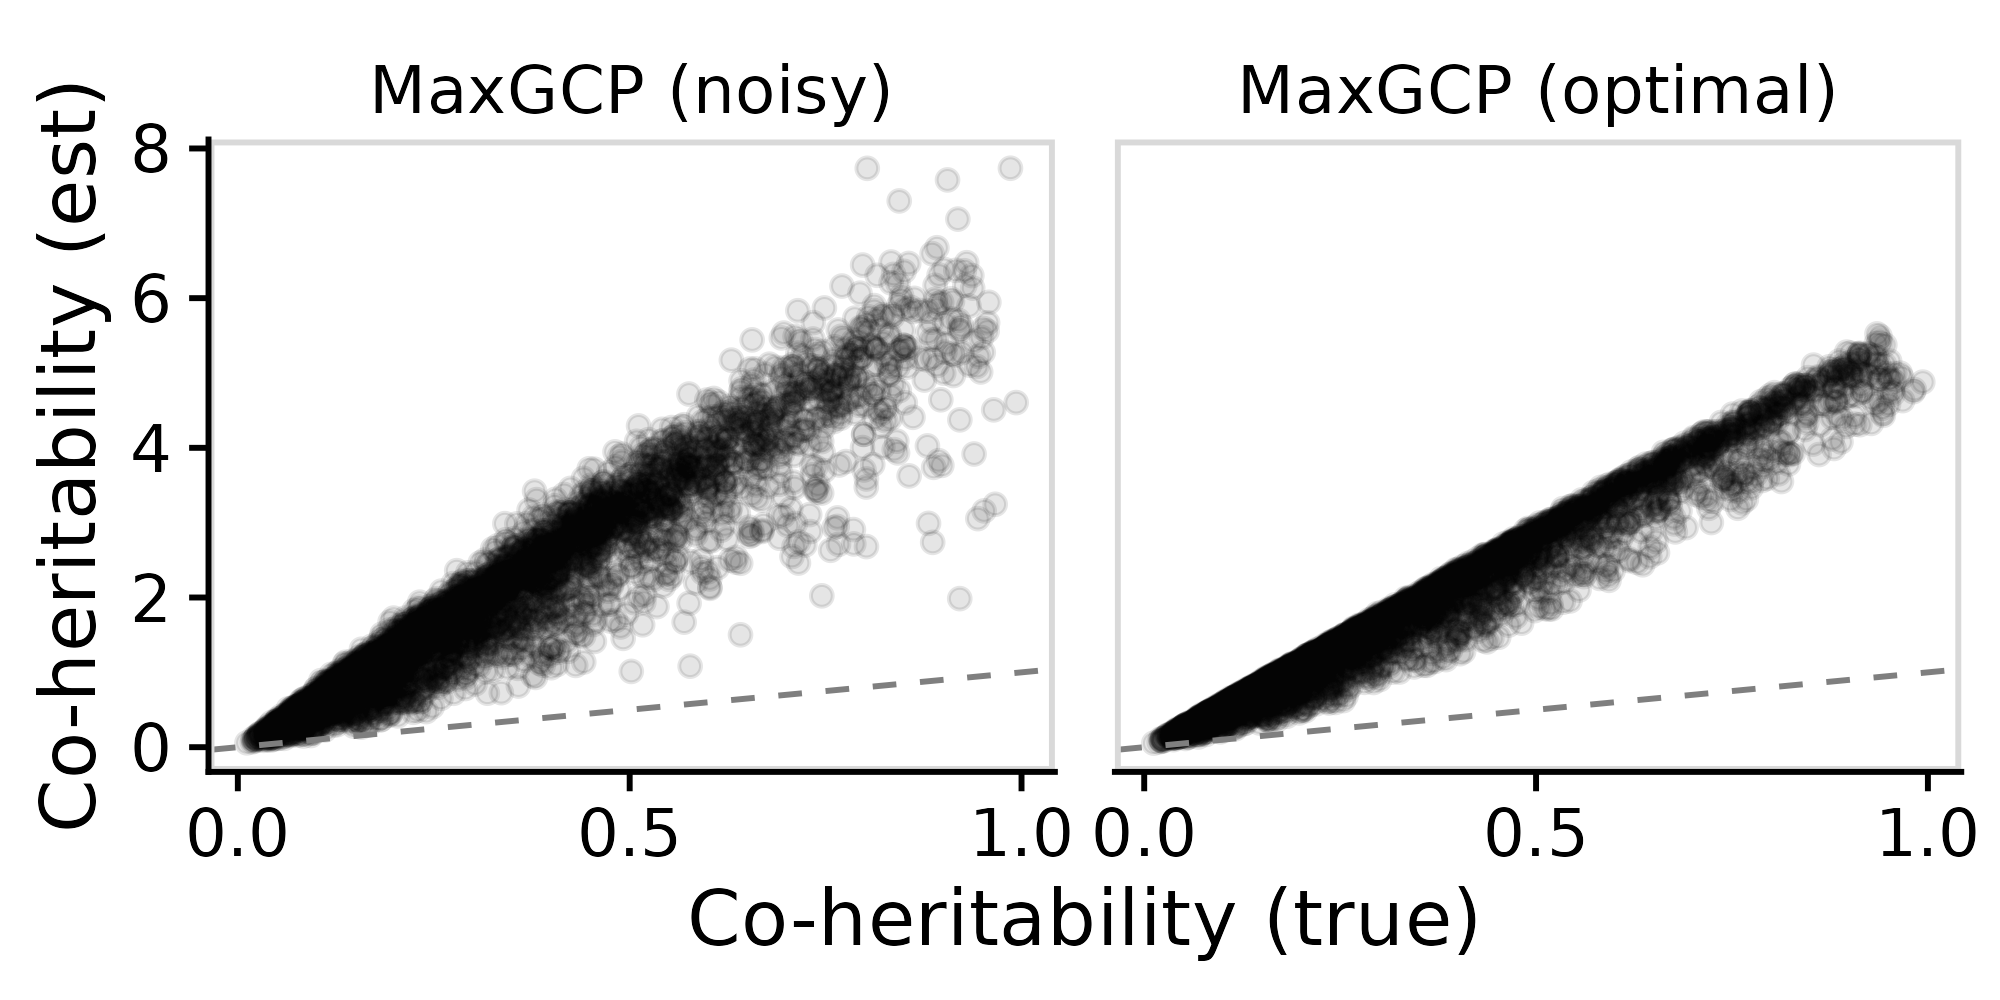 MaxGCP (noisy)
MaxGCP (optimal)
Co-heritability (est)
8
6
4
2
0
0.0 0.5 1.0
0.0 0.5 1.0
Co-heritability (true)